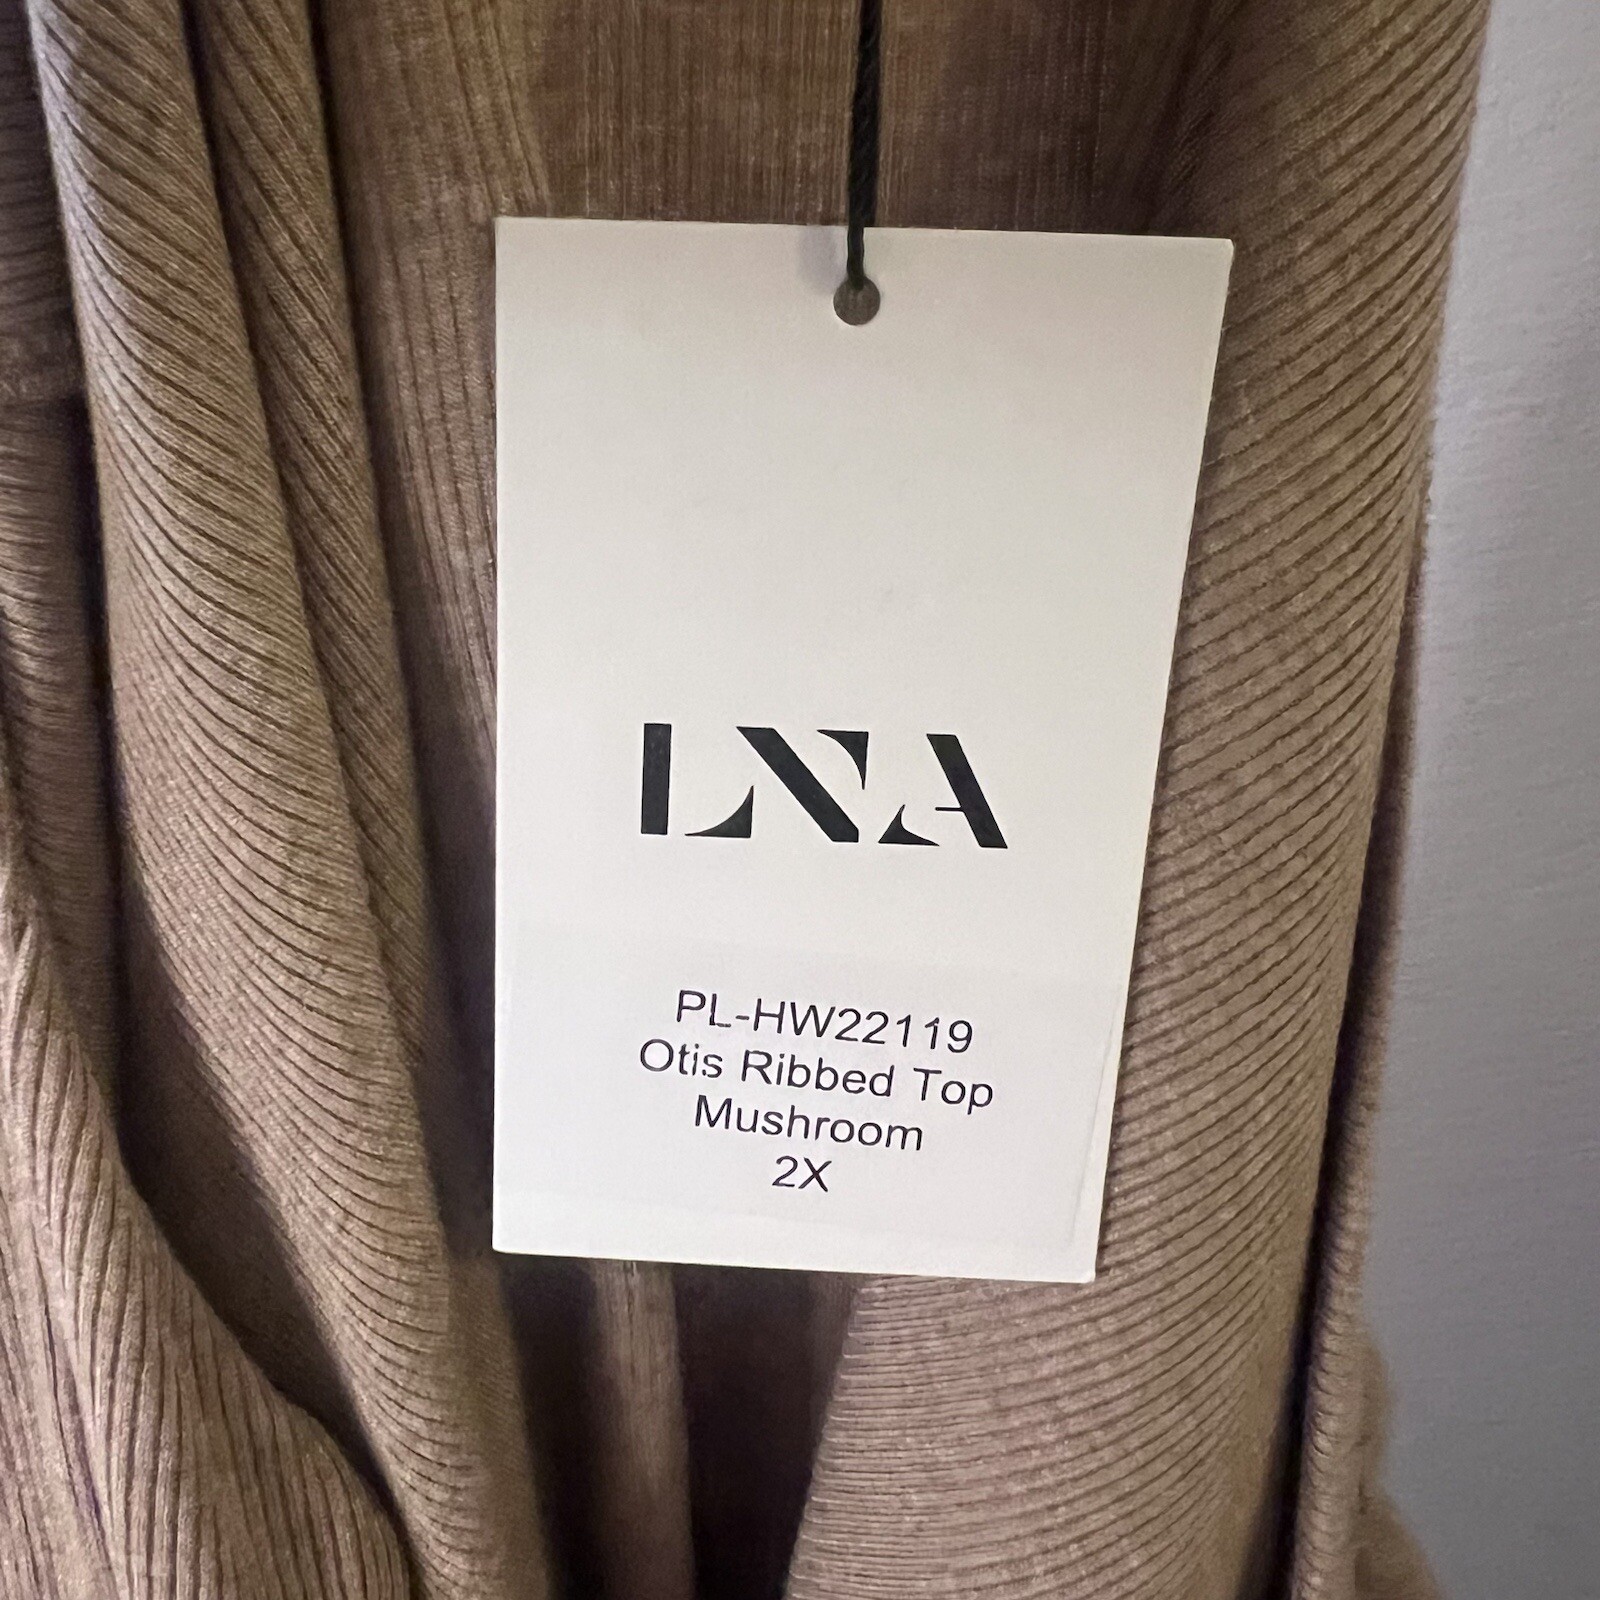 LNA
PL-HW22119
Otis Ribbed Top
Mushroom
2X